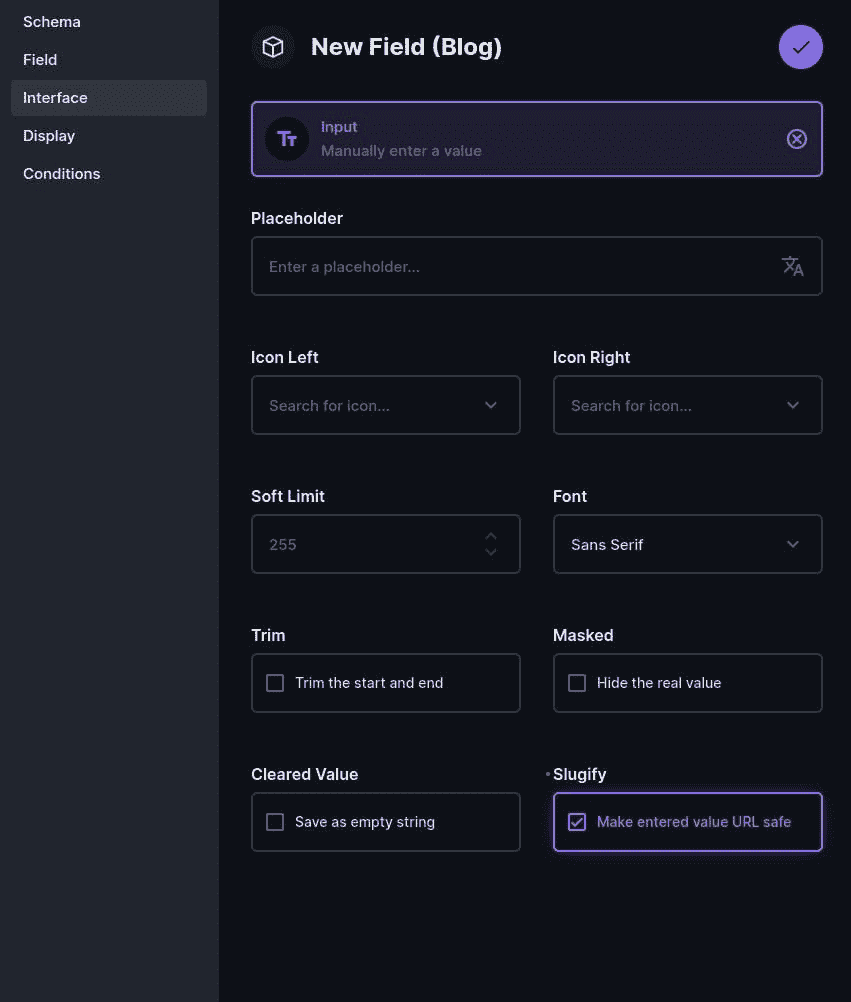 Schema
Field
Interface
Display
Conditions
New Field (Blog)
Input
Manually enter a value
Placeholder
Enter a placeholder...
Icon Left
Icon Right
Search for icon...
Search for icon...
Soft Limit
Font
255
Sans Serif
Trim
Masked
Trim the start and end
Hide the real value
Cleared Value
Slugify
Save as empty string
Make entered value URL safe